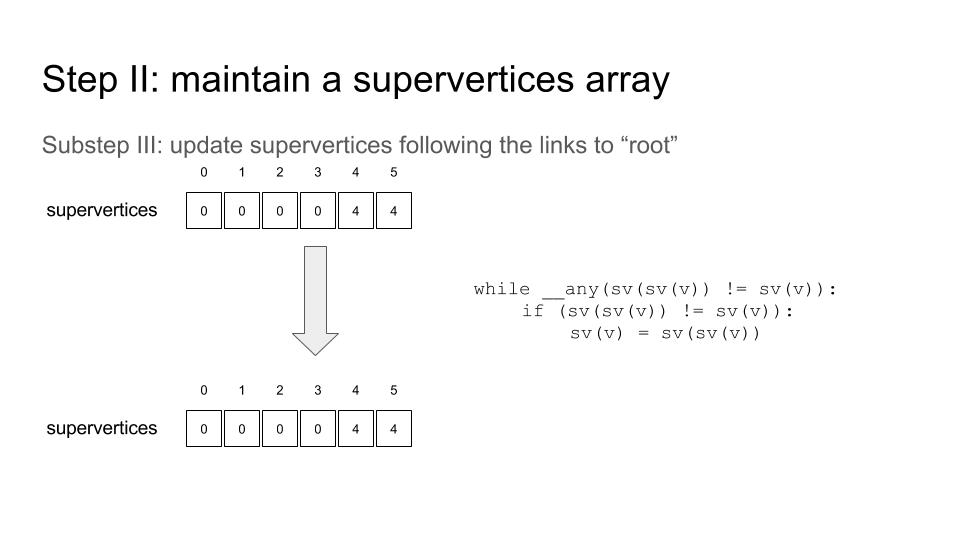 Step II: maintain a supervertices array
Substep III: update supervertices following the links to “root”
0 1 2 3 4 5
supervertices 0 0 0 0 4 4
while __any(sv(sv(v)) != sv(v)):
if (sv(sv(v)) != sv(v)):
sv(v) = sv(sv(v))
0 1 2 3 4 5
supervertices 0 0 0 0 4 4